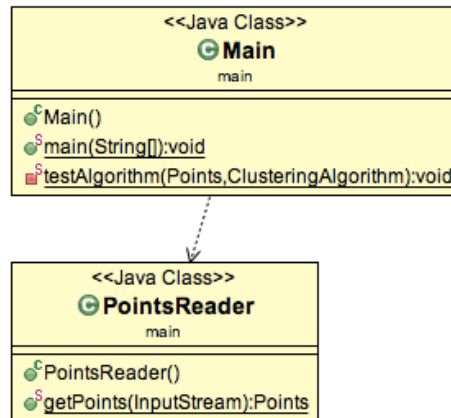 <<Java Class>>
Main
main
Main()
main(String[]):void
testAlgorithm(Points,ClusteringAlgorithm):void
<<Java Class>>
PointsReader
main
PointsReader()
getPoints(InputStream):Points